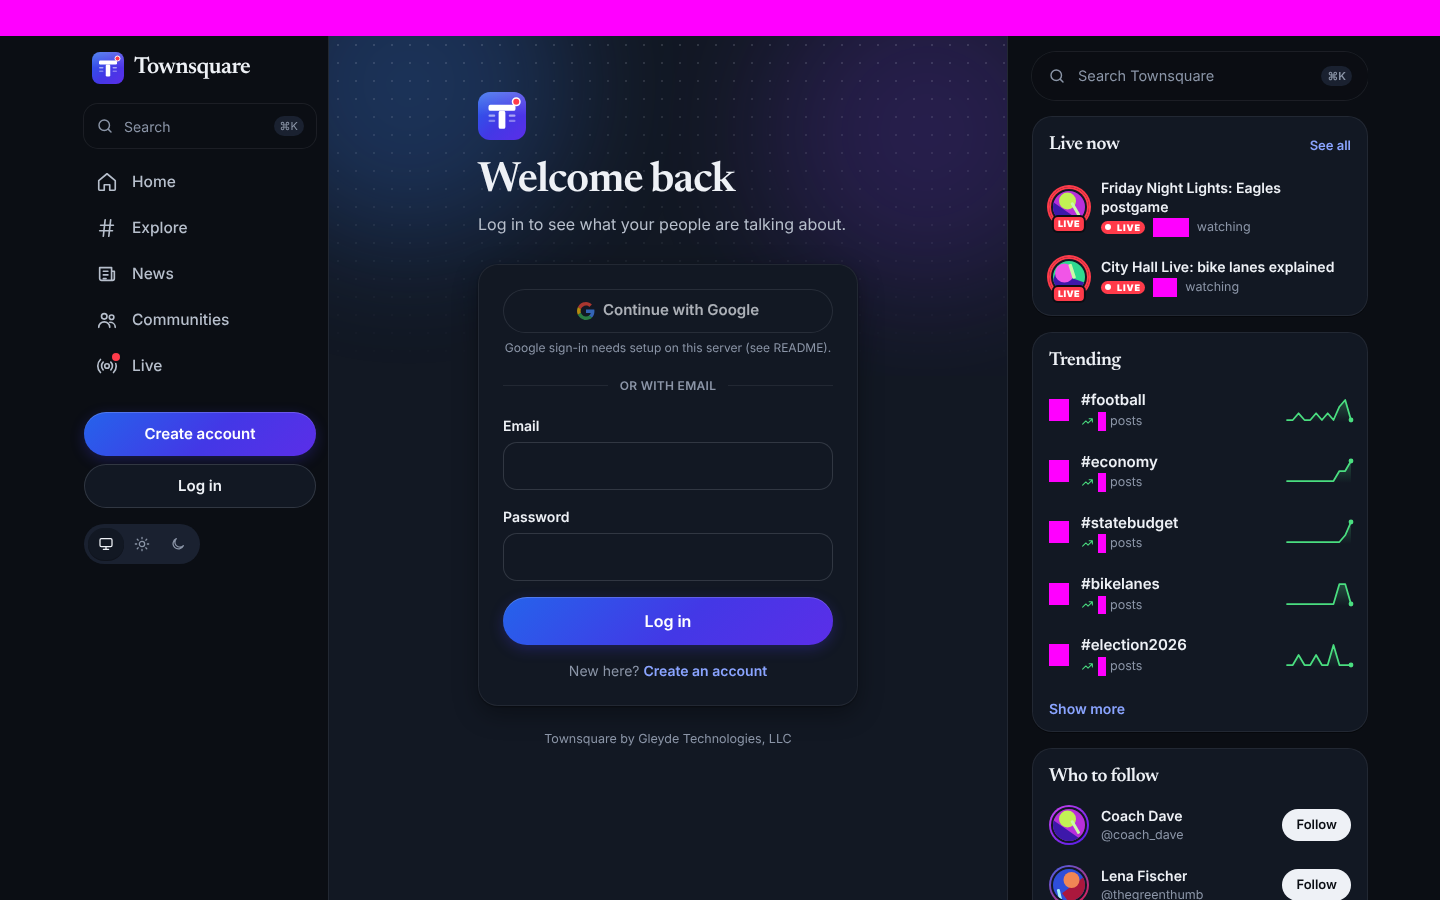 Townsquare
Search
⌘K
Home
Explore
News
Communities
Live
Create account
Log in
Welcome back
Log in to see what your people are talking about.
Continue with Google
Google sign-in needs setup on this server (see README).
OR WITH EMAIL
Email
Password
Log in
New here? Create an account
Townsquare by Gleyde Technologies, LLC
Search Townsquare
⌘K
Live now
See all
LIVE
Friday Night Lights: Eagles
postgame
LIVE watching
LIVE
City Hall Live: bike lanes explained
LIVE watching
Trending
#football
posts
#economy
posts
#statebudget
posts
#bikelanes
posts
#election2026
posts
Show more
Who to follow
Coach Dave
@coach_dave
Follow
Lena Fischer
@thegreenthumb
Follow